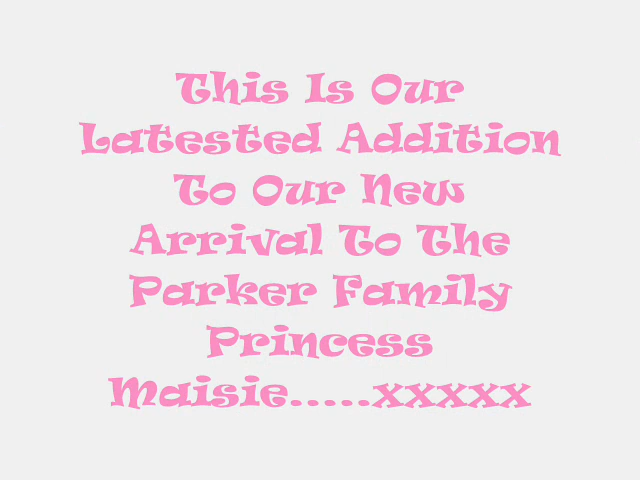 This Is Our
Latested Addition
To Our New
Arrival To The
Parker Family
Princess
Maisie.....xxxxx